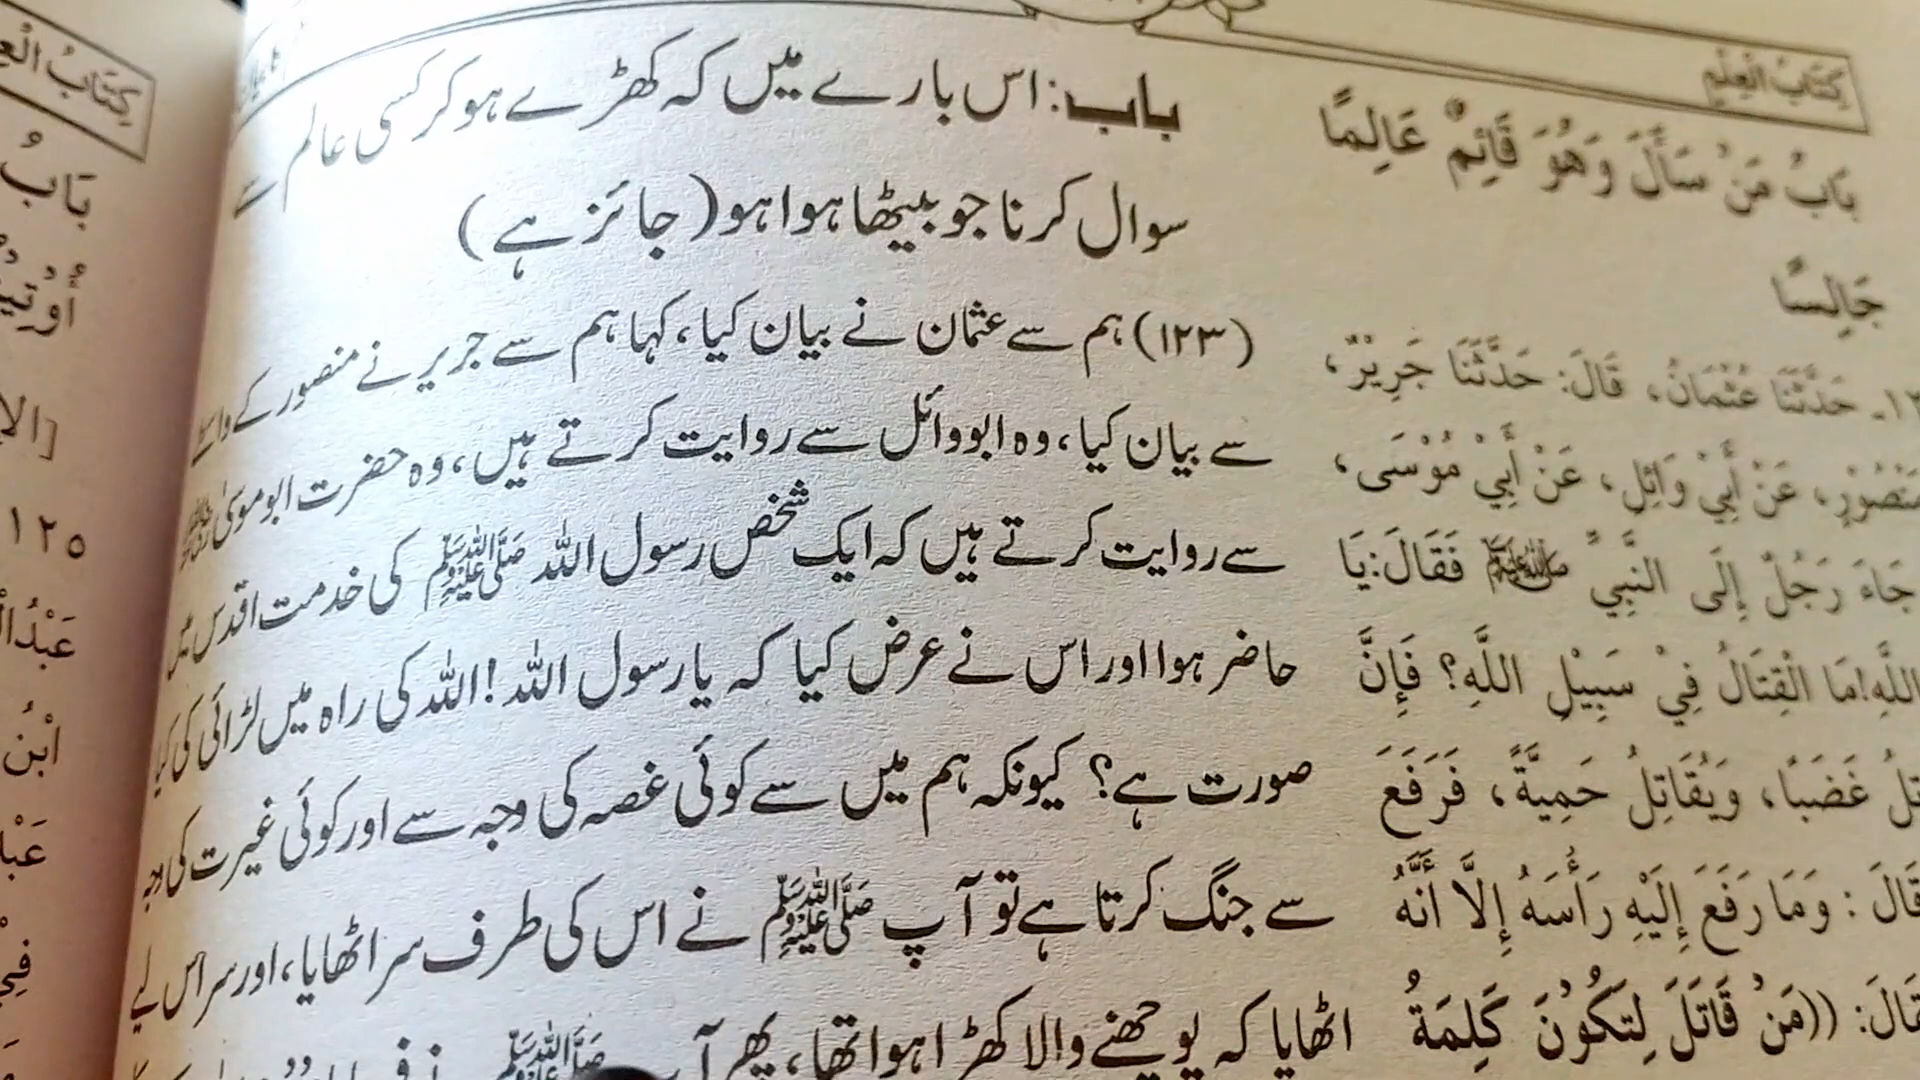 كِتَابُ الْعِلْمِ
بَابُ مَنْ سَأَلَ وَهُوَ قَائِمٌ عَالِمًا
جَالِسًا
حَدَّثَنَا عُثْمَانُ، قَالَ: حَدَّثَنَا جَرِيْرٌ،
مَنْصُوْرٍ، عَنْ أَبِيْ وَائِلٍ، عَنْ أَبِيْ مُوْسَى،
جَاءَ رَجُلٌ إِلَى النَّبِيِّ ﷺ فَقَالَ: يَا
اللَّهِ! مَا الْقِتَالُ فِيْ سَبِيْلِ اللَّهِ؟ فَإِنَّ
غَضَبًا، وَيُقَاتِلُ حَمِيَّةً، فَرَفَعَ
قَالَ: وَمَا رَفَعَ إِلَيْهِ رَأْسَهُ إِلَّا أَنَّهُ
قَالَ: ((مَنْ قَاتَلَ لِتَكُوْنَ كَلِمَةُ
باب: اس بارے میں کہ کھڑے ہو کر کسی عالم سے
سوال کرنا جو بیٹھا ہوا ہو (جائز ہے)
(۱۲۳) ہم سے عثمان نے بیان کیا، کہا ہم سے جریر نے منصور کے واسطے
سے بیان کیا، وہ ابووائل سے روایت کرتے ہیں، وہ حضرت ابوموسیٰ
سے روایت کرتے ہیں کہ ایک شخص رسول اللہ ﷺ کی خدمت اقدس میں
حاضر ہوا اور اس نے عرض کیا کہ یا رسول اللہ! اللہ کی راہ میں لڑائی کی کیا
صورت ہے؟ کیونکہ ہم میں سے کوئی غصہ کی وجہ سے اور کوئی غیرت کی وجہ
سے جنگ کرتا ہے تو آپ ﷺ نے اس کی طرف سر اٹھایا، اور سر اس لیے
اٹھایا کہ پوچھنے والا کھڑا ہوا تھا، پھر آپ ﷺ
كِتَابُ
بَابُ
١٢٥
ابْنُ